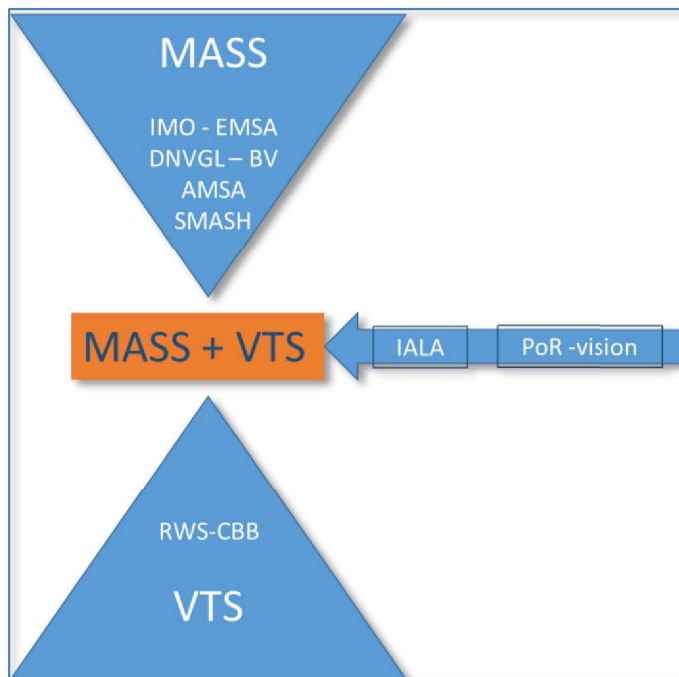 MASS
IMO - EMSA
DNVGL – BV
AMSA
SMASH
MASS + VTS
IALA
PoR -vision
RWS-CBB
VTS